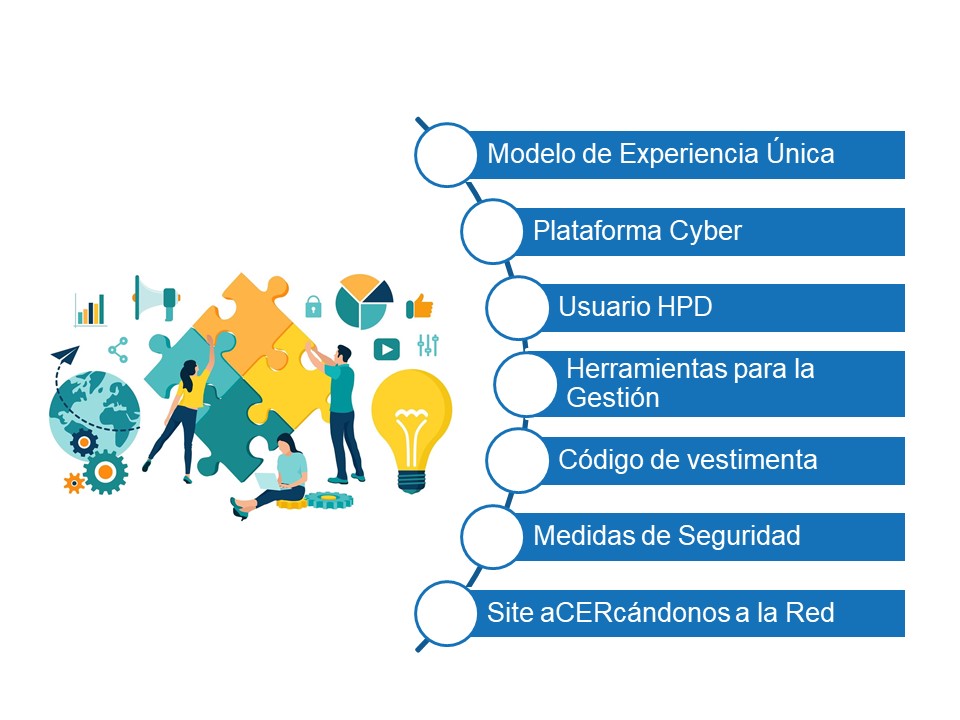 Modelo de Experiencia Única
Plataforma Cyber
Usuario HPD
Herramientas para la
Gestión
Código de vestimenta
Medidas de Seguridad
Site aCERcándonos a la Red